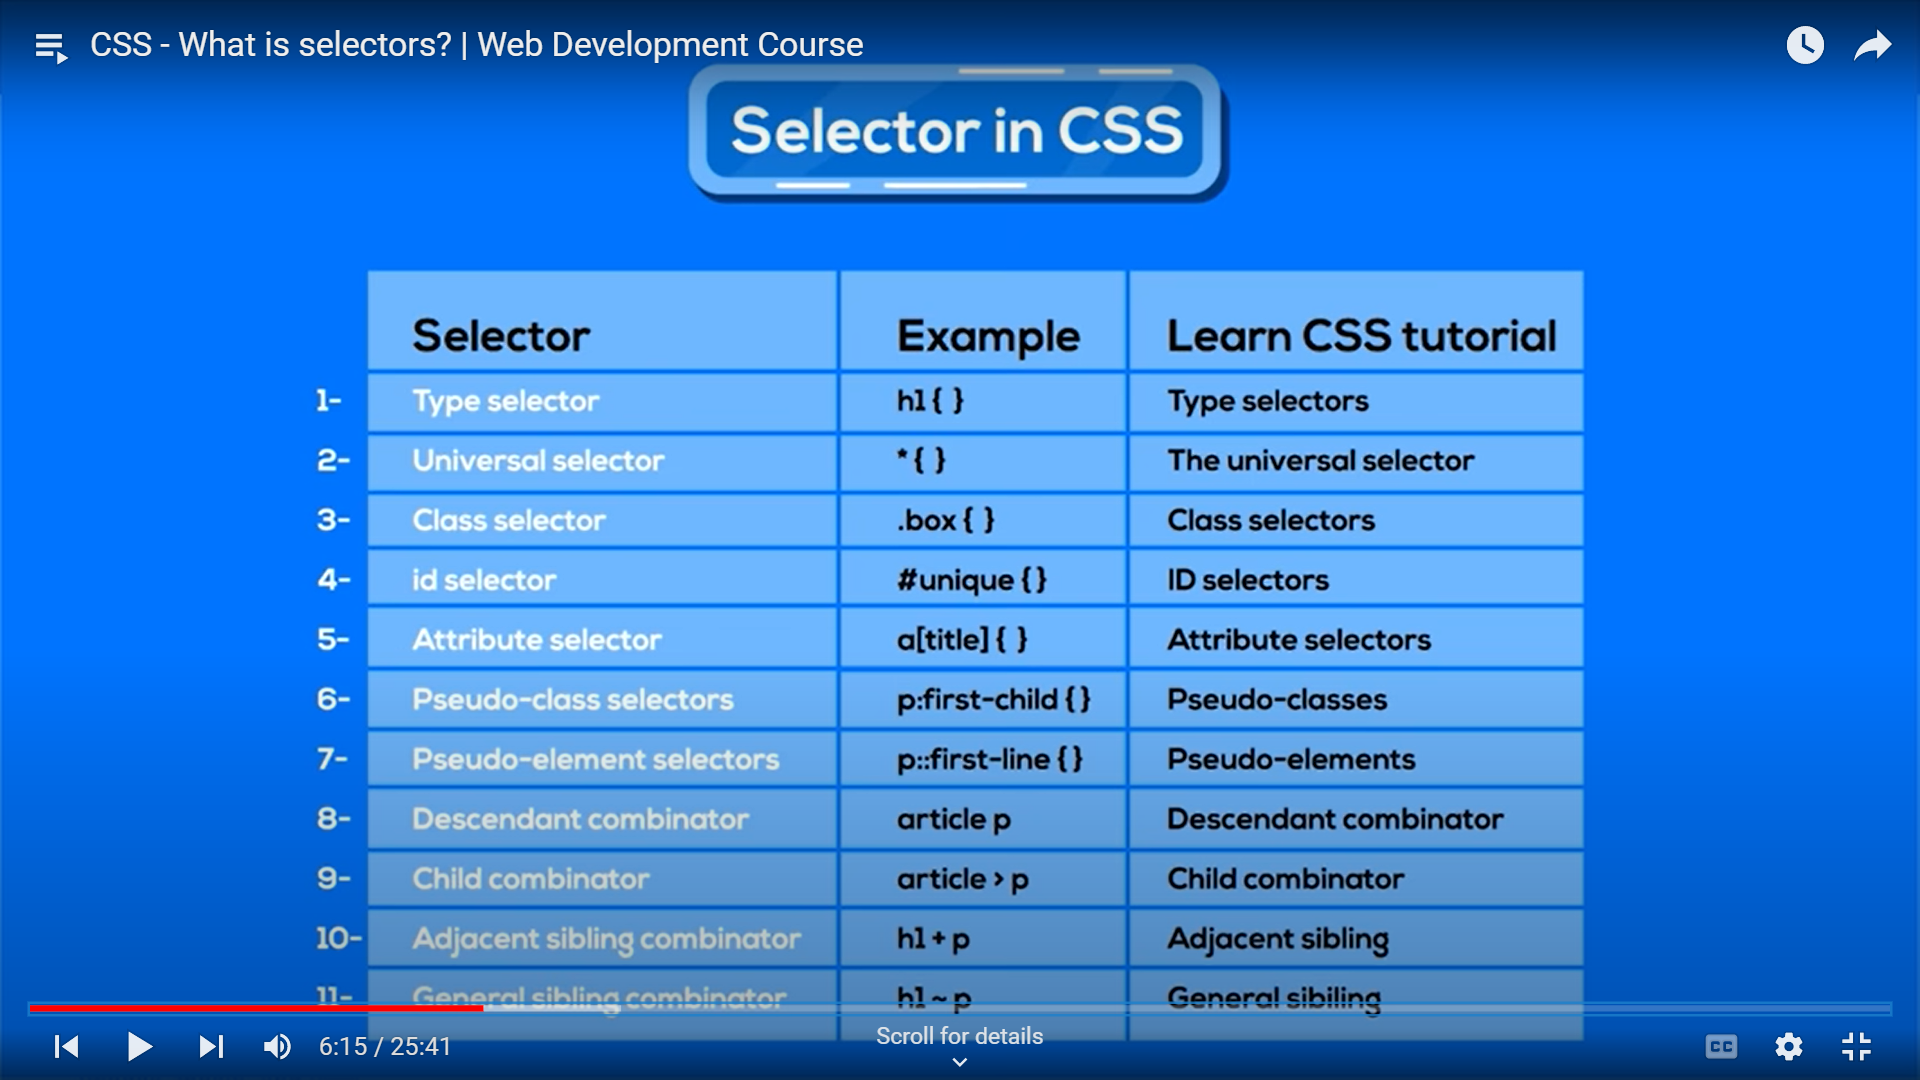 CSS - What is selectors? | Web Development Course
Selector in CSS
Selector Example Learn CSS tutorial
1- Type selector h1 { } Type selectors
2- Universal selector * { } The universal selector
3- Class selector .box { } Class selectors
4- id selector #unique { } ID selectors
5- Attribute selector a[title] { } Attribute selectors
6- Pseudo-class selectors p:first-child { } Pseudo-classes
7- Pseudo-element selectors p::first-line { } Pseudo-elements
8- Descendant combinator article p Descendant combinator
9- Child combinator article > p Child combinator
10- Adjacent sibling combinator h1 + p Adjacent sibling
11- General sibling combinator h1 ~ p General sibiling
6:15 / 25:41
Scroll for details
CC